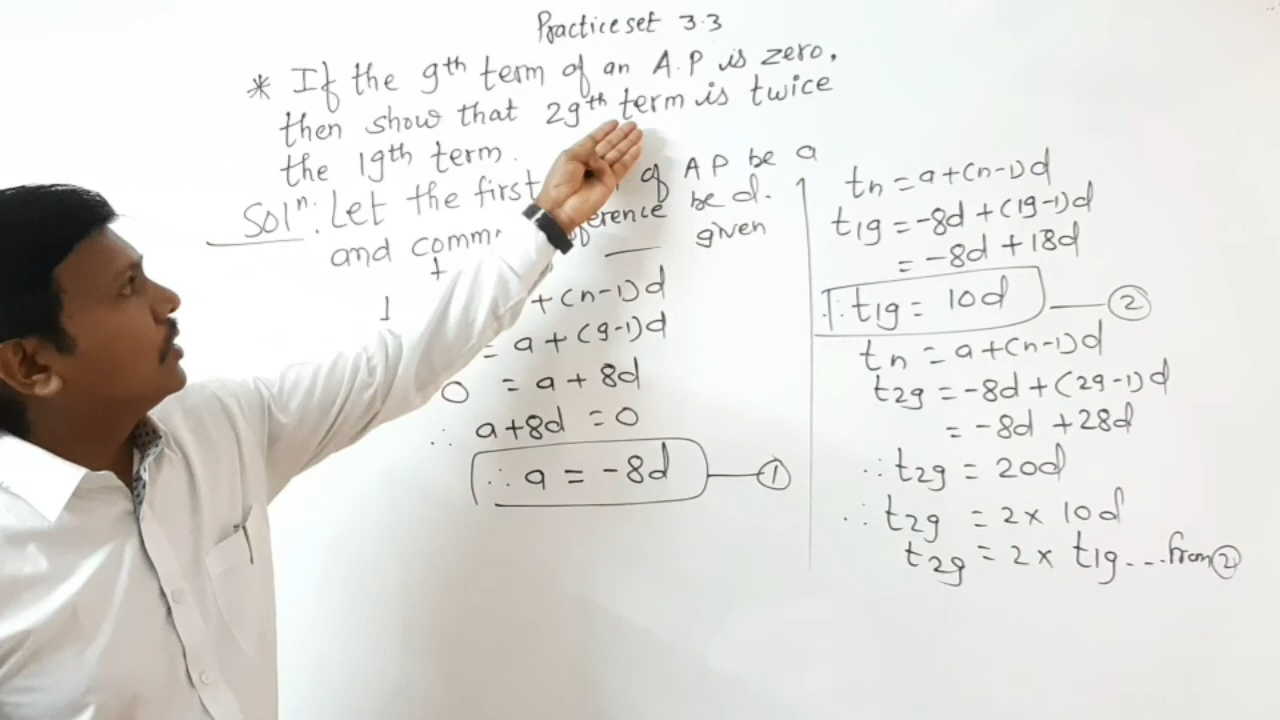 Practice set 3.3
* If the 9th term of an A.P is zero,
then show that 29th term is twice
the 19th term.
Solⁿ: Let the first of AP be a
and be d.
given
+(n-1)d
= a+(9-1)d
0 = a+8d
∴ a+8d = 0
∴ a = -8d —— ①
tn = a+(n-1)d
t19 = -8d+(19-1)d
= -8d+18d
∴ t19 = 10d —— ②
tn = a+(n-1)d
t29 = -8d+(29-1)d
= -8d+28d
∴ t29 = 20d
∴ t29 = 2× 10d
t29 = 2× t19 ... from ②